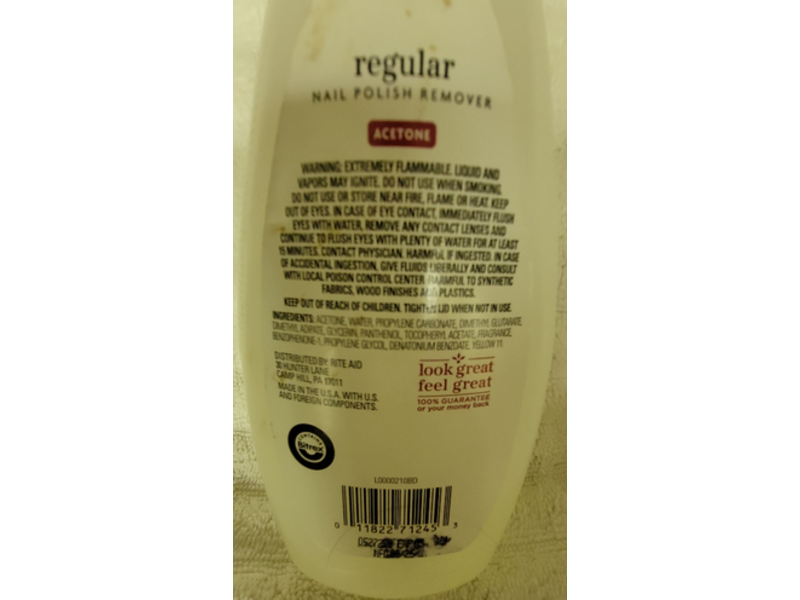 regular
NAIL POLISH REMOVER
ACETONE
WARNING: EXTREMELY FLAMMABLE. LIQUID AND
VAPORS MAY IGNITE. DO NOT USE WHEN SMOKING.
DO NOT USE OR STORE NEAR FIRE, FLAME OR HEAT. KEEP
OUT OF EYES. IN CASE OF EYE CONTACT, IMMEDIATELY FLUSH
EYES WITH WATER, REMOVE ANY CONTACT LENSES AND
CONTINUE TO FLUSH EYES WITH PLENTY OF WATER FOR AT LEAST
15 MINUTES. CONTACT PHYSICIAN. HARMFUL IF INGESTED. IN CASE
OF ACCIDENTAL INGESTION, GIVE FLUIDS LIBERALLY AND CONSULT
WITH LOCAL POISON CONTROL CENTER. HARMFUL TO SYNTHETIC
FABRICS, WOOD FINISHES AND PLASTICS.
KEEP OUT OF REACH OF CHILDREN. TIGHTEN LID WHEN NOT IN USE.
INGREDIENTS: ACETONE, WATER, PROPYLENE CARBONATE, DIMETHYL GLUTARATE,
DIMETHYL ADIPATE, GLYCERIN, PANTHENOL, TOCOPHERYL ACETATE, FRAGRANCE,
BENZOPHENONE-1, PROPYLENE GLYCOL, DENATONIUM BENZOATE, YELLOW 11.
DISTRIBUTED BY: RITE AID
30 HUNTER LANE
CAMP HILL, PA 17011
MADE IN THE U.S.A. WITH U.S.
AND FOREIGN COMPONENTS.
look great
feel great
100% GUARANTEE
or your money back
CONTAINS
Bitrex
L0000210BD
0 11822 71245 3